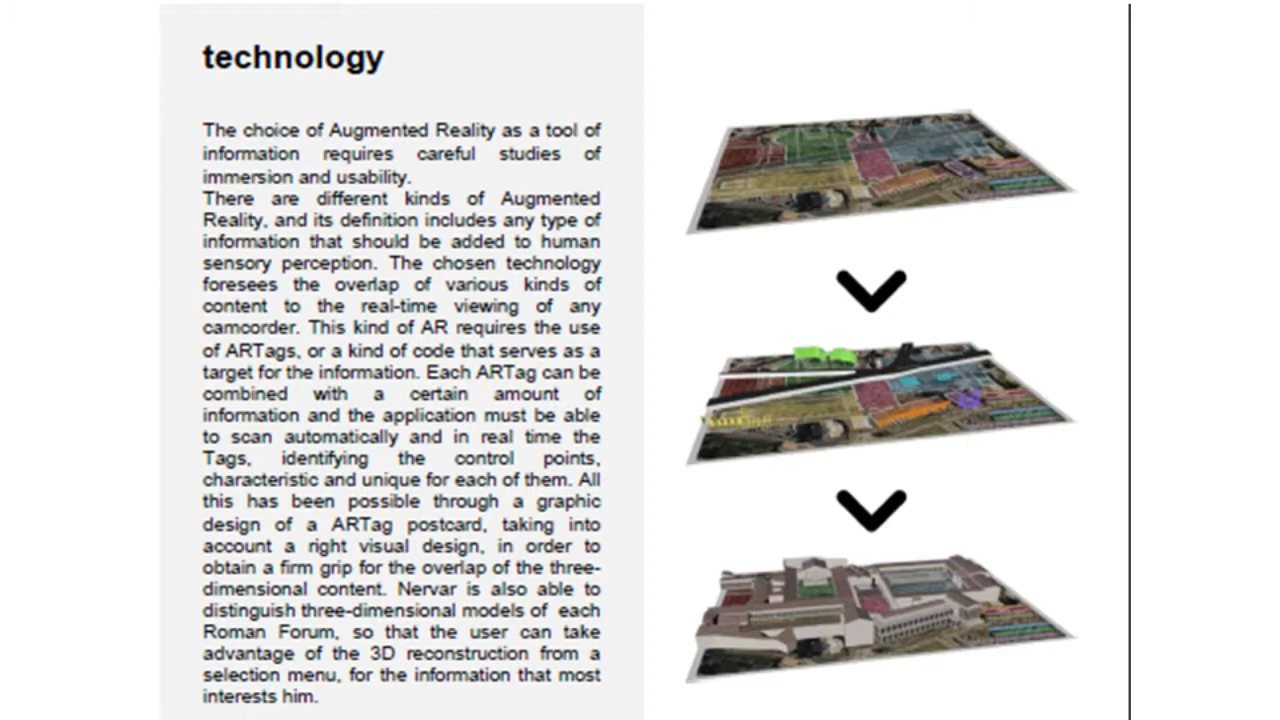 technology
The choice of Augmented Reality as a tool of
information requires careful studies of
immersion and usability.
There are different kinds of Augmented
Reality, and its definition includes any type of
information that should be added to human
sensory perception. The chosen technology
foresees the overlap of various kinds of
content to the real-time viewing of any
camcorder. This kind of AR requires the use
of ARTags, or a kind of code that serves as a
target for the information. Each ARTag can be
combined with a certain amount of
information and the application must be able
to scan automatically and in real time the
Tags, identifying the control points,
characteristic and unique for each of them. All
this has been possible through a graphic
design of a ARTag postcard, taking into
account a right visual design, in order to
obtain a firm grip for the overlap of the three-
dimensional content. Nervar is also able to
distinguish three-dimensional models of each
Roman Forum, so that the user can take
advantage of the 3D reconstruction from a
selection menu, for the information that most
interests him.